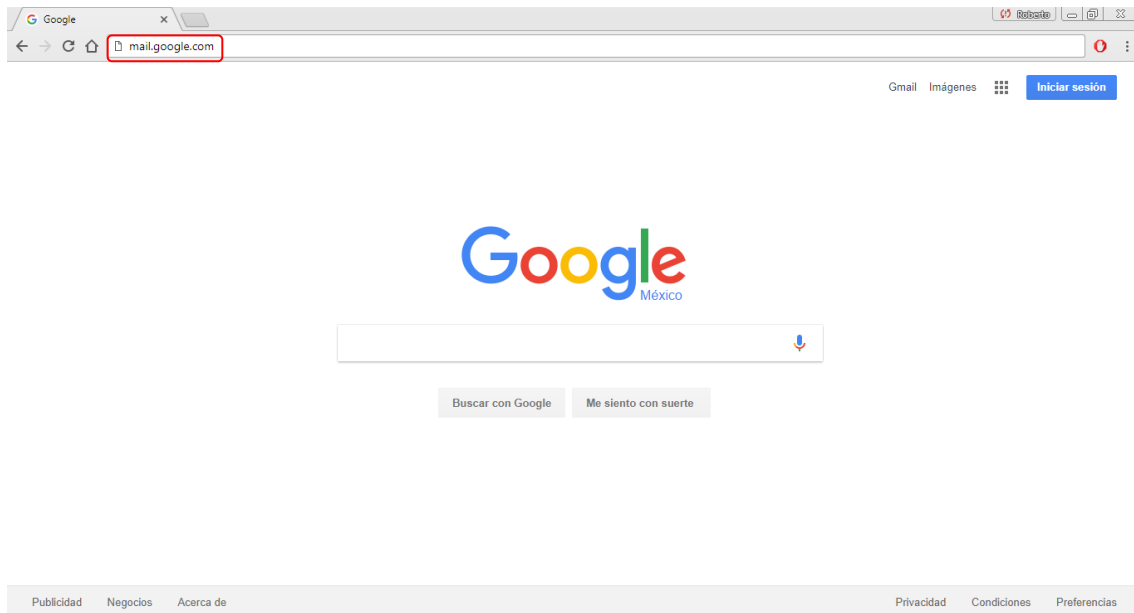 Google
Roberto
mail.google.com
Gmail Imágenes Iniciar sesión
Google
México
Buscar con Google Me siento con suerte
Publicidad Negocios Acerca de Privacidad Condiciones Preferencias